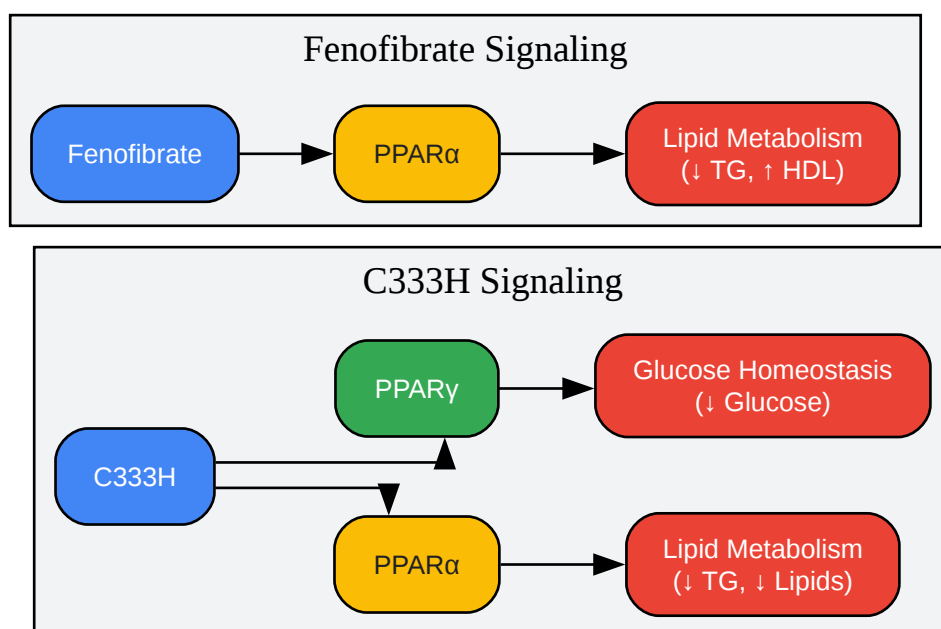 Fenofibrate Signaling
Fenofibrate
PPARα
Lipid Metabolism
(↓ TG, ↑ HDL)
C333H Signaling
PPARγ
Glucose Homeostasis
(↓ Glucose)
C333H
PPARα
Lipid Metabolism
(↓ TG, ↓ Lipids)